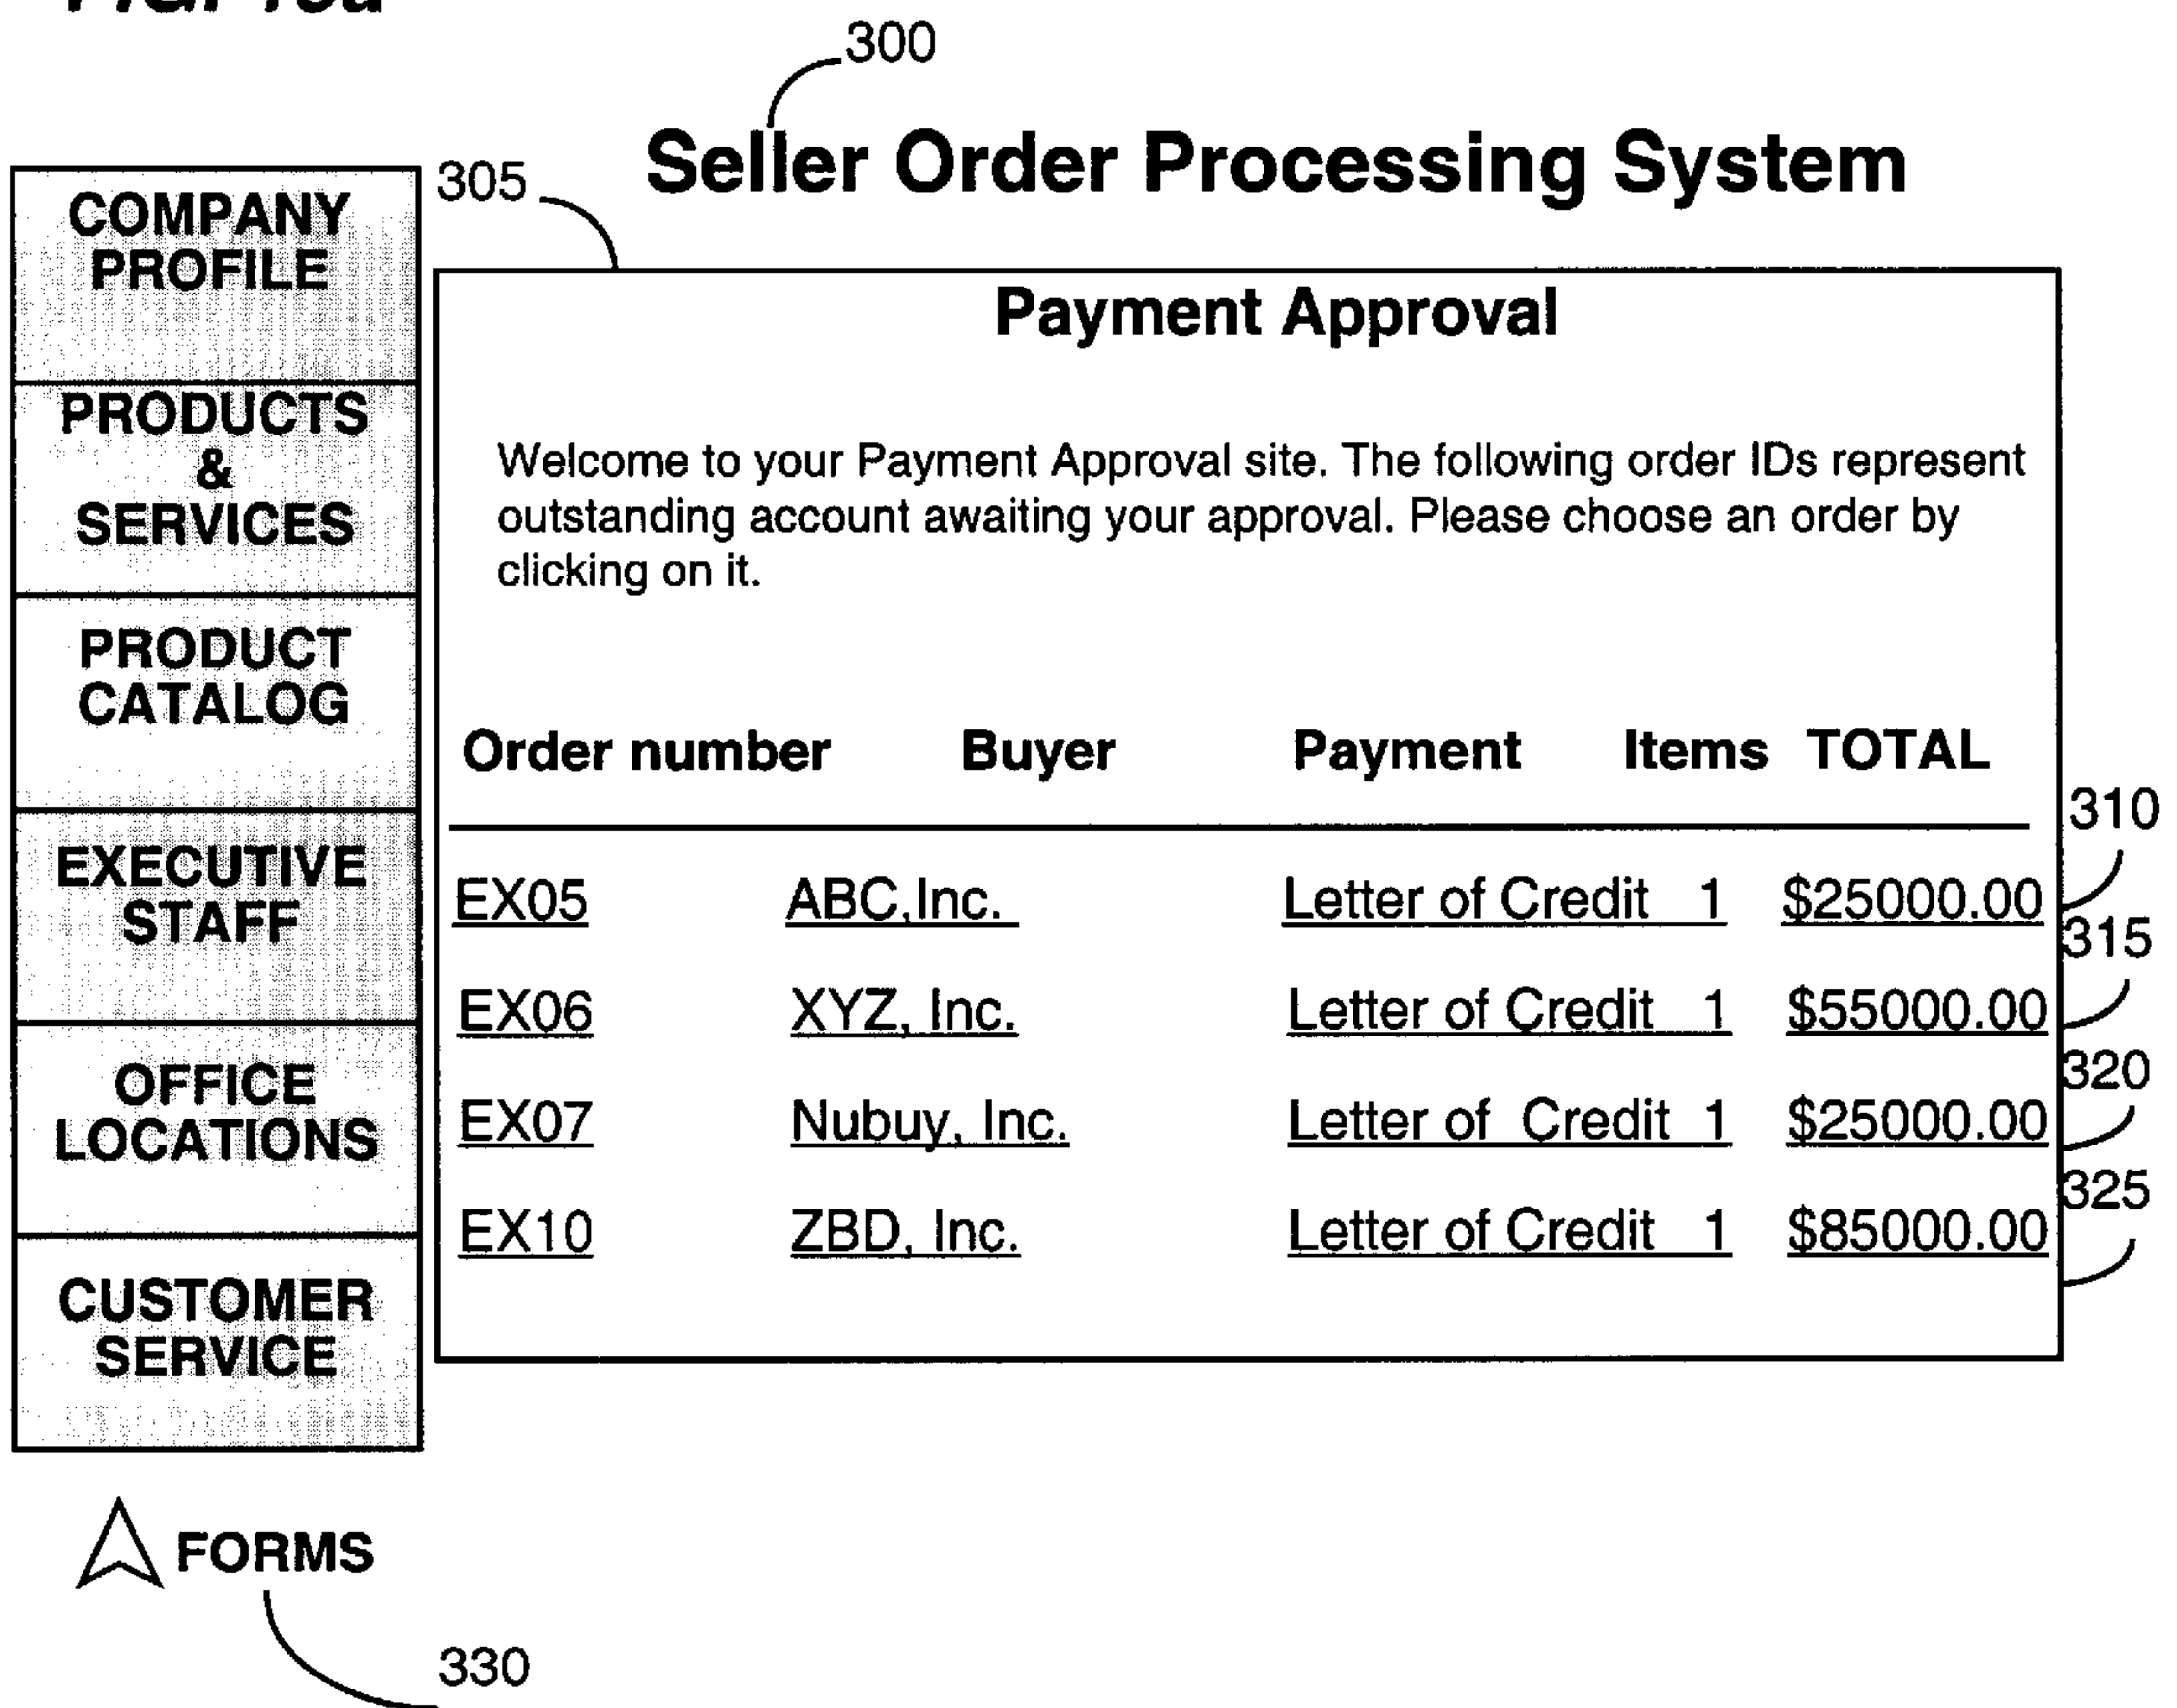 300
Seller Order Processing System
305
COMPANY
PROFILE
PRODUCTS
&
SERVICES
PRODUCT
CATALOG
EXECUTIVE
STAFF
OFFICE
LOCATIONS
CUSTOMER
SERVICE
Payment Approval
Welcome to your Payment Approval site. The following order IDs represent
outstanding account awaiting your approval. Please choose an order by
clicking on it.
Order number Buyer Payment Items TOTAL
310
EX05 ABC,Inc. Letter of Credit 1 $25000.00
315
EX06 XYZ, Inc. Letter of Credit 1 $55000.00
320
EX07 Nubuy, Inc. Letter of Credit 1 $25000.00
325
EX10 ZBD, Inc. Letter of Credit 1 $85000.00
FORMS
330